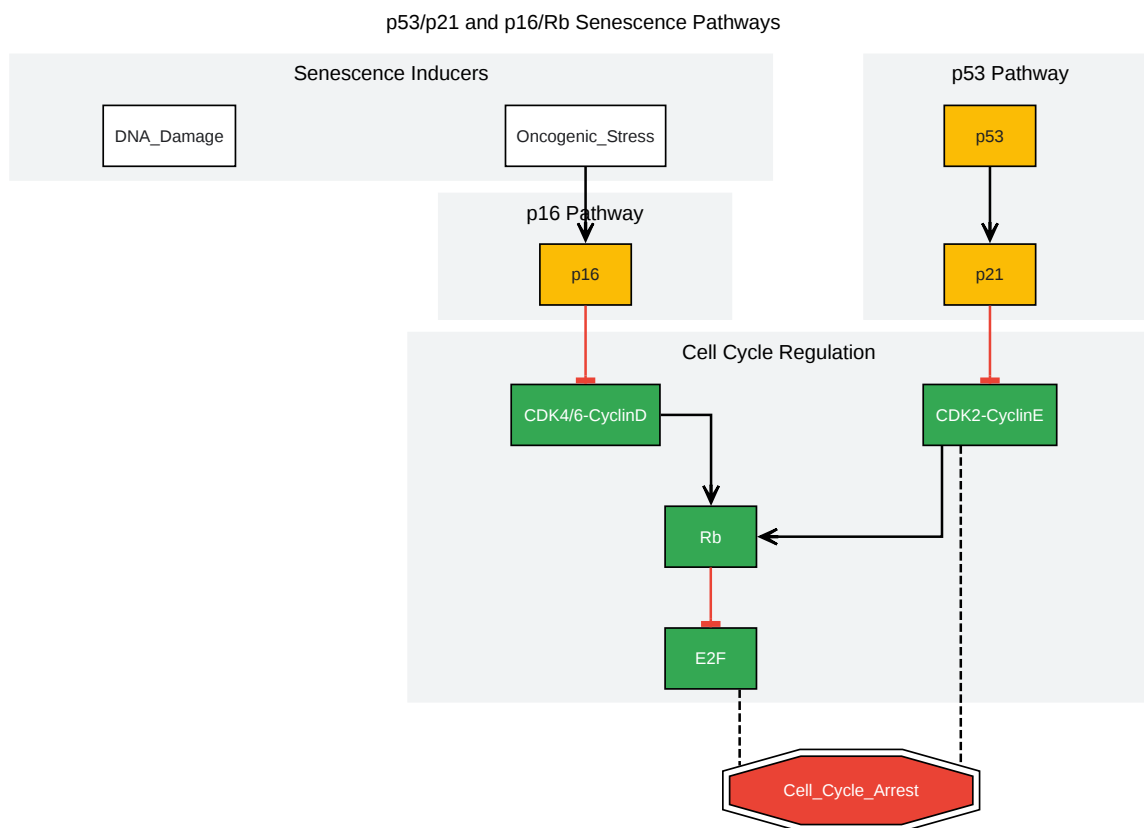 p53/p21 and p16/Rb Senescence Pathways
Senescence Inducers
p53 Pathway
DNA_Damage
Oncogenic_Stress
p53
p16 Pathway
p16
p21
Cell Cycle Regulation
CDK4/6-CyclinD
CDK2-CyclinE
Rb
E2F
Cell_Cycle_Arrest